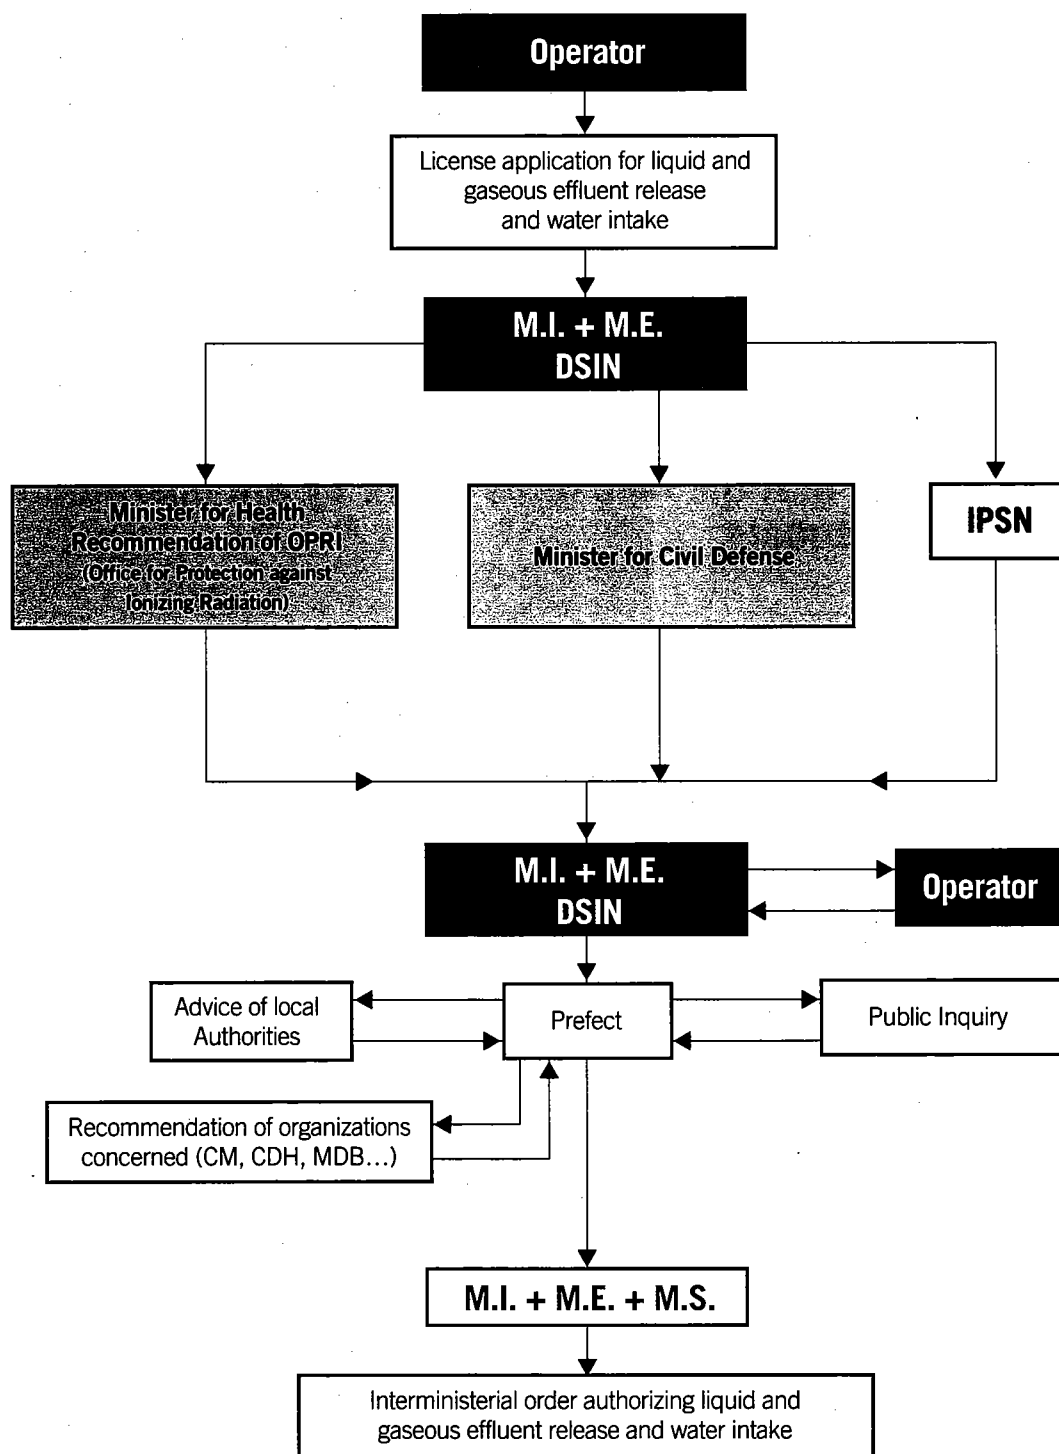 Operator
License application for liquid and
gaseous effluent release
and water intake
M.I. + M.E.
DSIN
Minister for Health
Recommendation of OPRI
(Office for Protection against
Ionizing Radiation)
Minister for Civil Defense
IPSN
M.I. + M.E.
DSIN
Operator
Advice of local
Authorities
Prefect
Public Inquiry
Recommendation of organizations
concerned (CM, CDH, MDB...)
M.I. + M.E. + M.S.
Interministerial order authorizing liquid and
gaseous effluent release and water intake